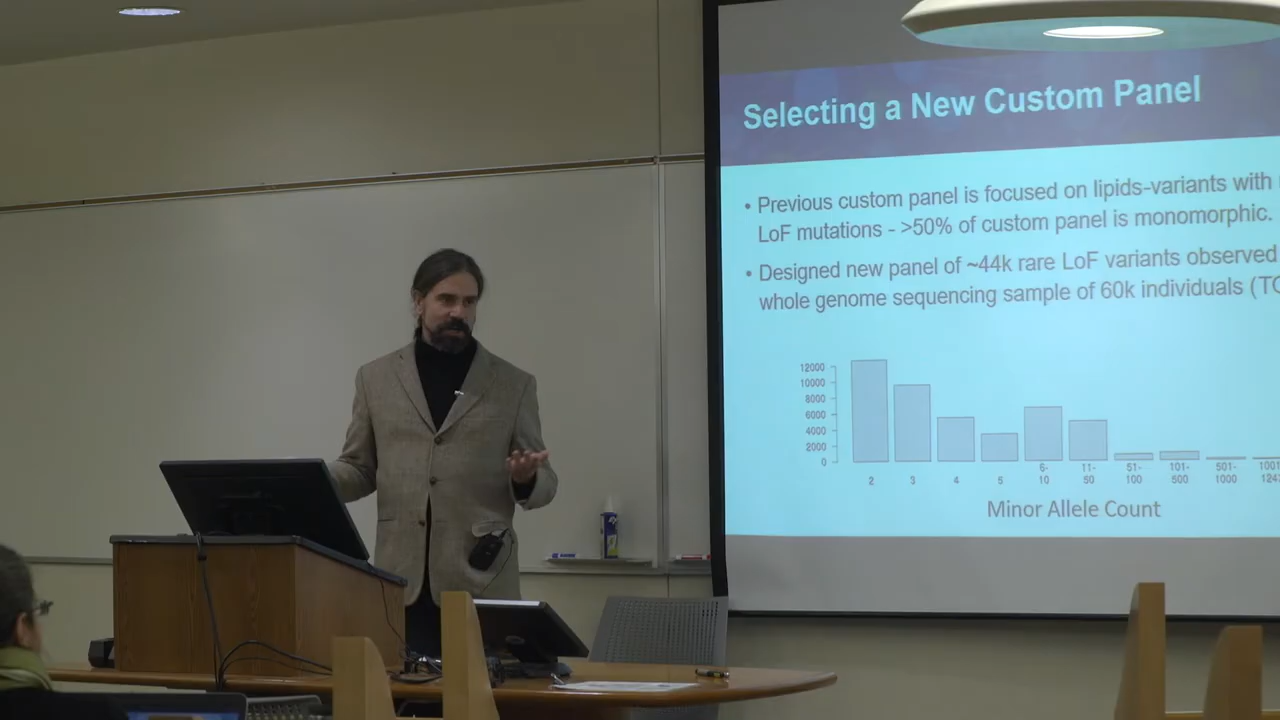 Selecting a New Custom Panel
• Previous custom panel is focused on lipids-variants with
LoF mutations - >50% of custom panel is monomorphic.
• Designed new panel of ~44k rare LoF variants observed
whole genome sequencing sample of 60k individuals (TO
12000
10000
8000
6000
4000
2000
0
2 3 4 5 6-10 11-50 51-100 101-500 501-1000 1001
Minor Allele Count